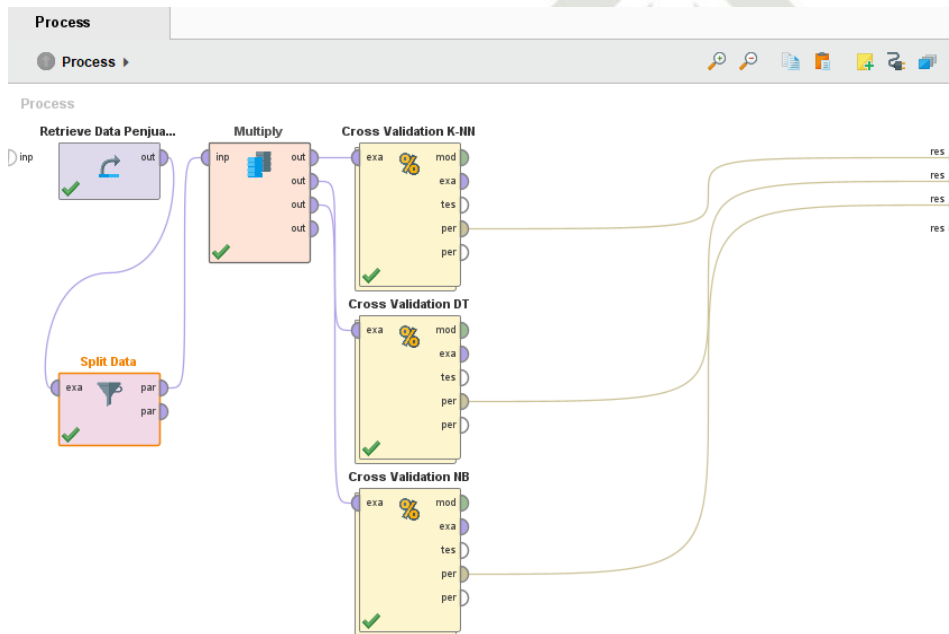 Process
Process
Process
Retrieve Data Penjua...
inp
out
Multiply
inp
out
out
out
out
Cross Validation K-NN
exa
mod
exa
tes
per
per
res
res
res
res
Cross Validation DT
exa
mod
exa
tes
per
per
Split Data
exa
par
par
Cross Validation NB
exa
mod
exa
tes
per
per